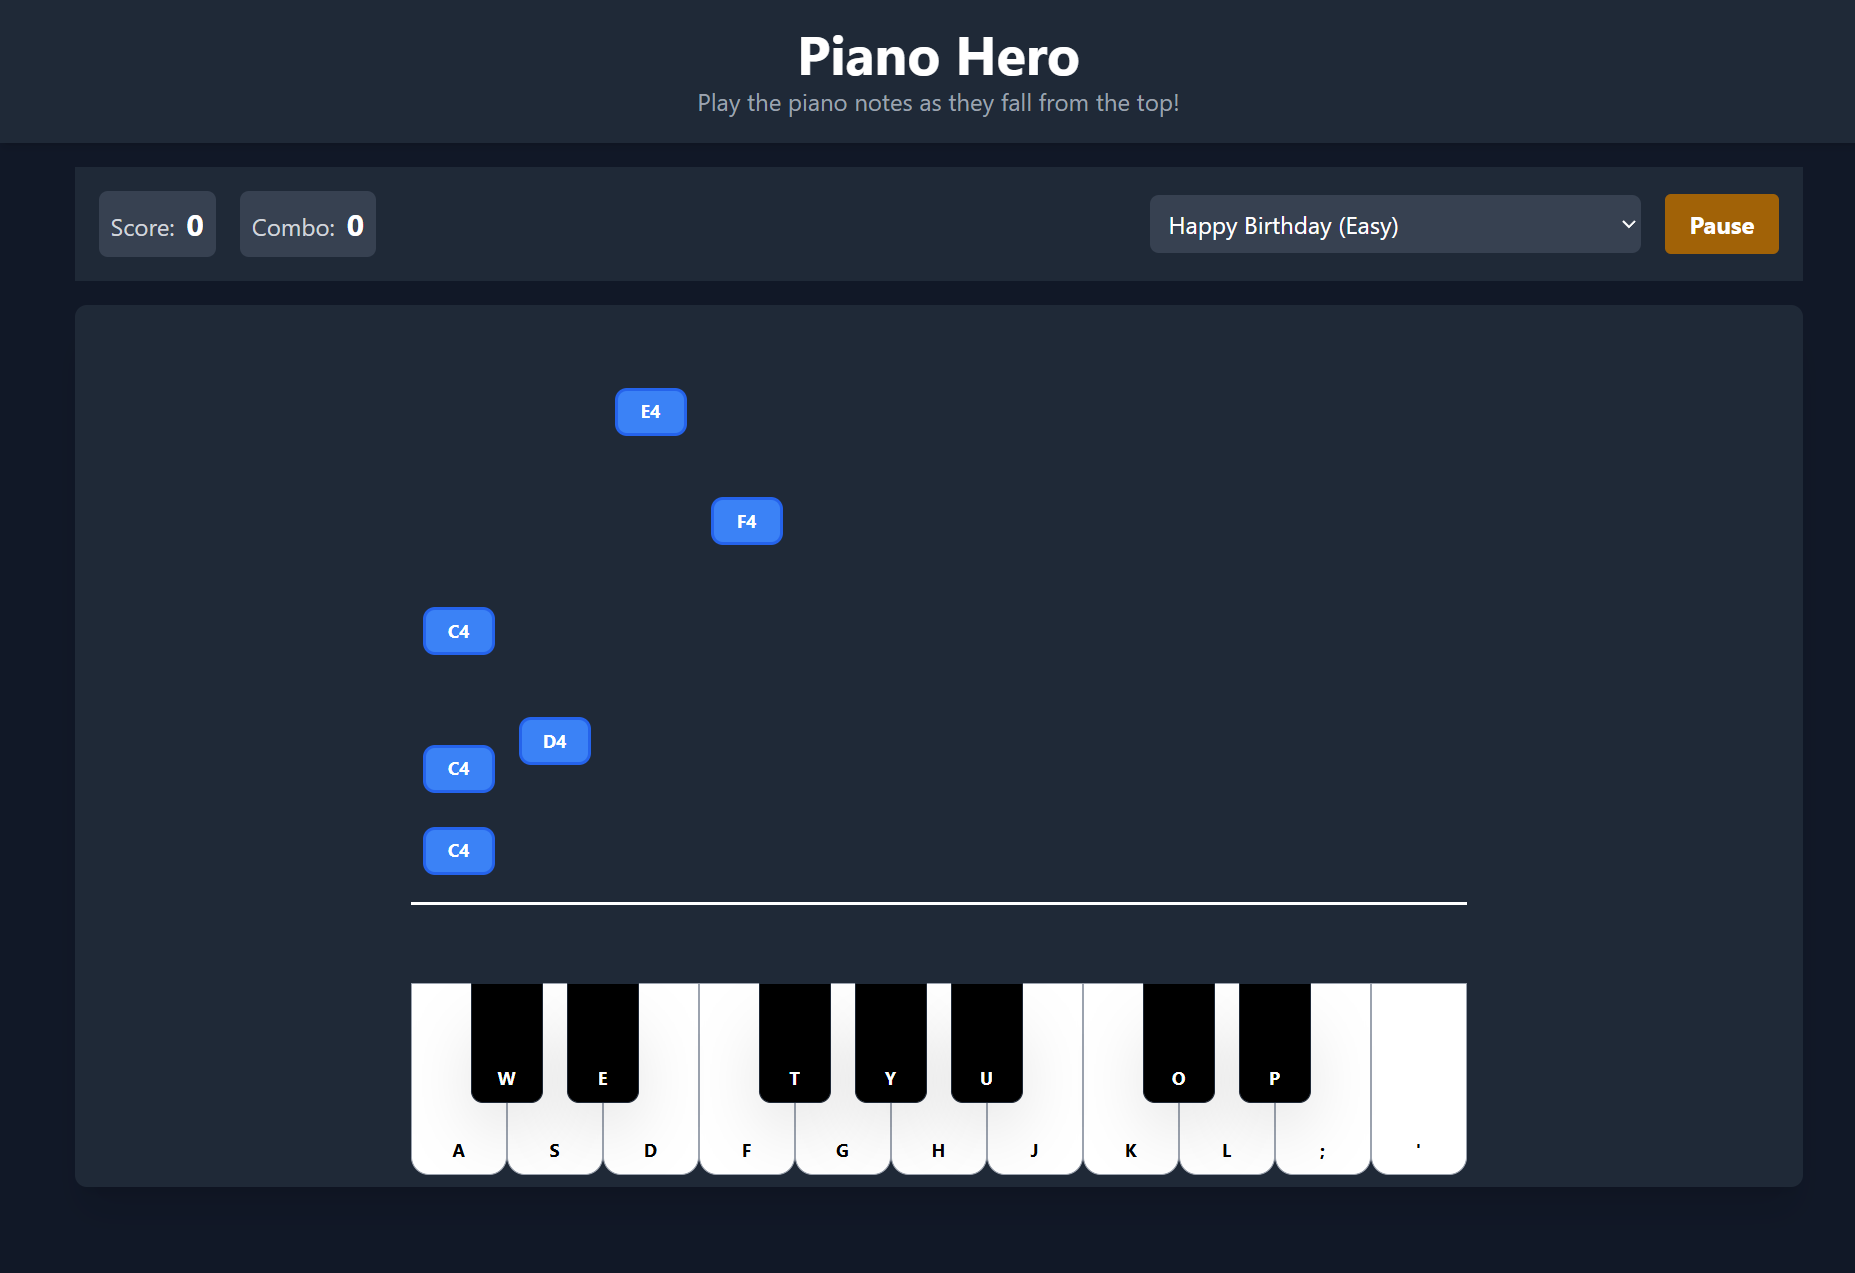 Piano Hero
Play the piano notes as they fall from the top!
Score: 0 Combo: 0 Happy Birthday (Easy) Pause
E4
F4
C4
D4
C4
C4
W E T Y U O P
A S D F G H J K L ; '